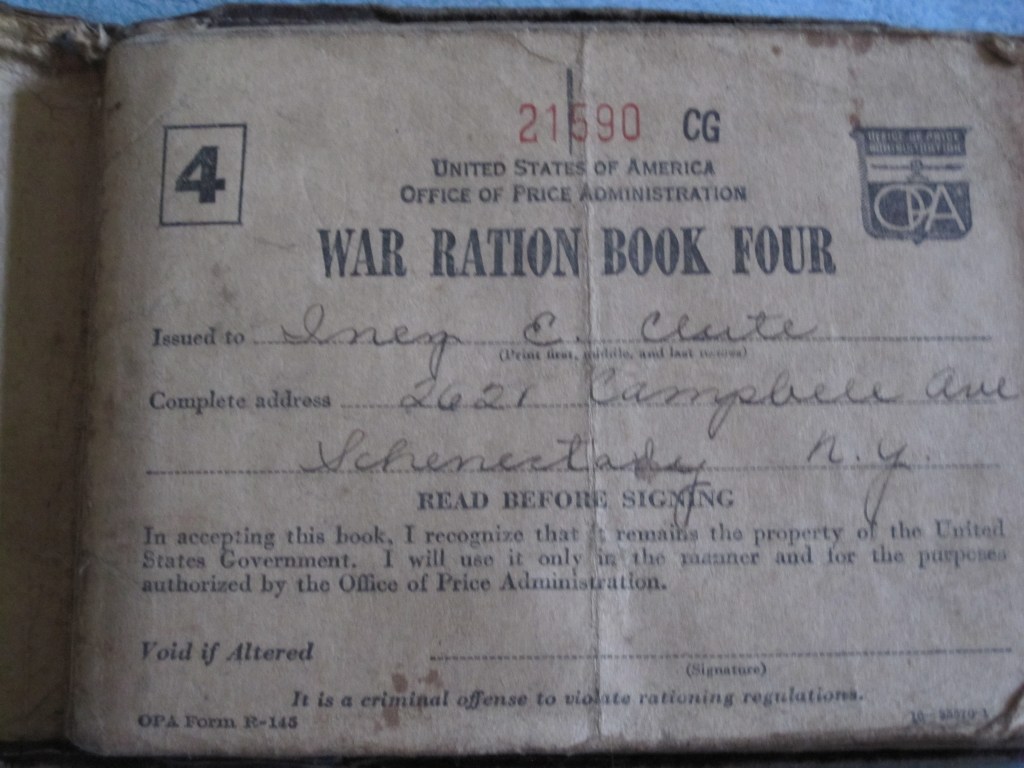 21590 CG
4
UNITED STATES OF AMERICA
OFFICE OF PRICE ADMINISTRATION
OFFICE OF PRICE
ADMINISTRATION
OPA
WAR RATION BOOK FOUR
Issued to Inez E. Clute
(Print first, middle, and last names)
Complete address 2621 Campbell Ave
Schenectady N.Y.
READ BEFORE SIGNING
In accepting this book, I recognize that it remains the property of the United
States Government. I will use it only in the manner and for the purposes
authorized by the Office of Price Administration.
Void if Altered
(Signature)
It is a criminal offense to violate rationing regulations.
OPA Form R-145